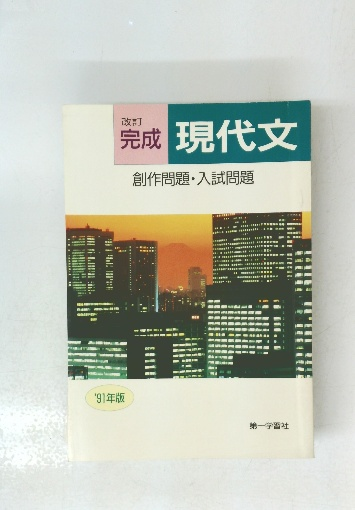 改訂
完成
現代文
創作問題・入試問題
'91年版
第一学習社